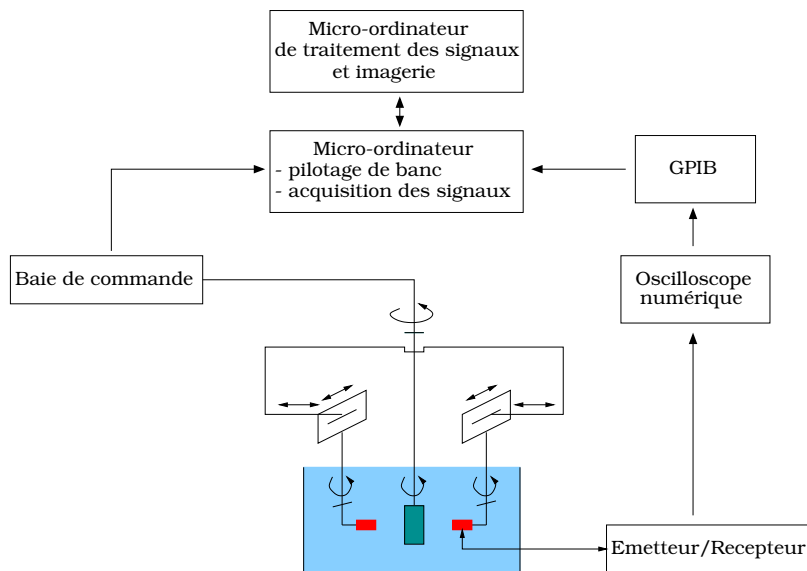 Micro-ordinateur
de traitement des signaux
et imagerie
Micro-ordinateur
- pilotage de banc
- acquisition des signaux
GPIB
Baie de commande
Oscilloscope
numérique
Emetteur/Recepteur